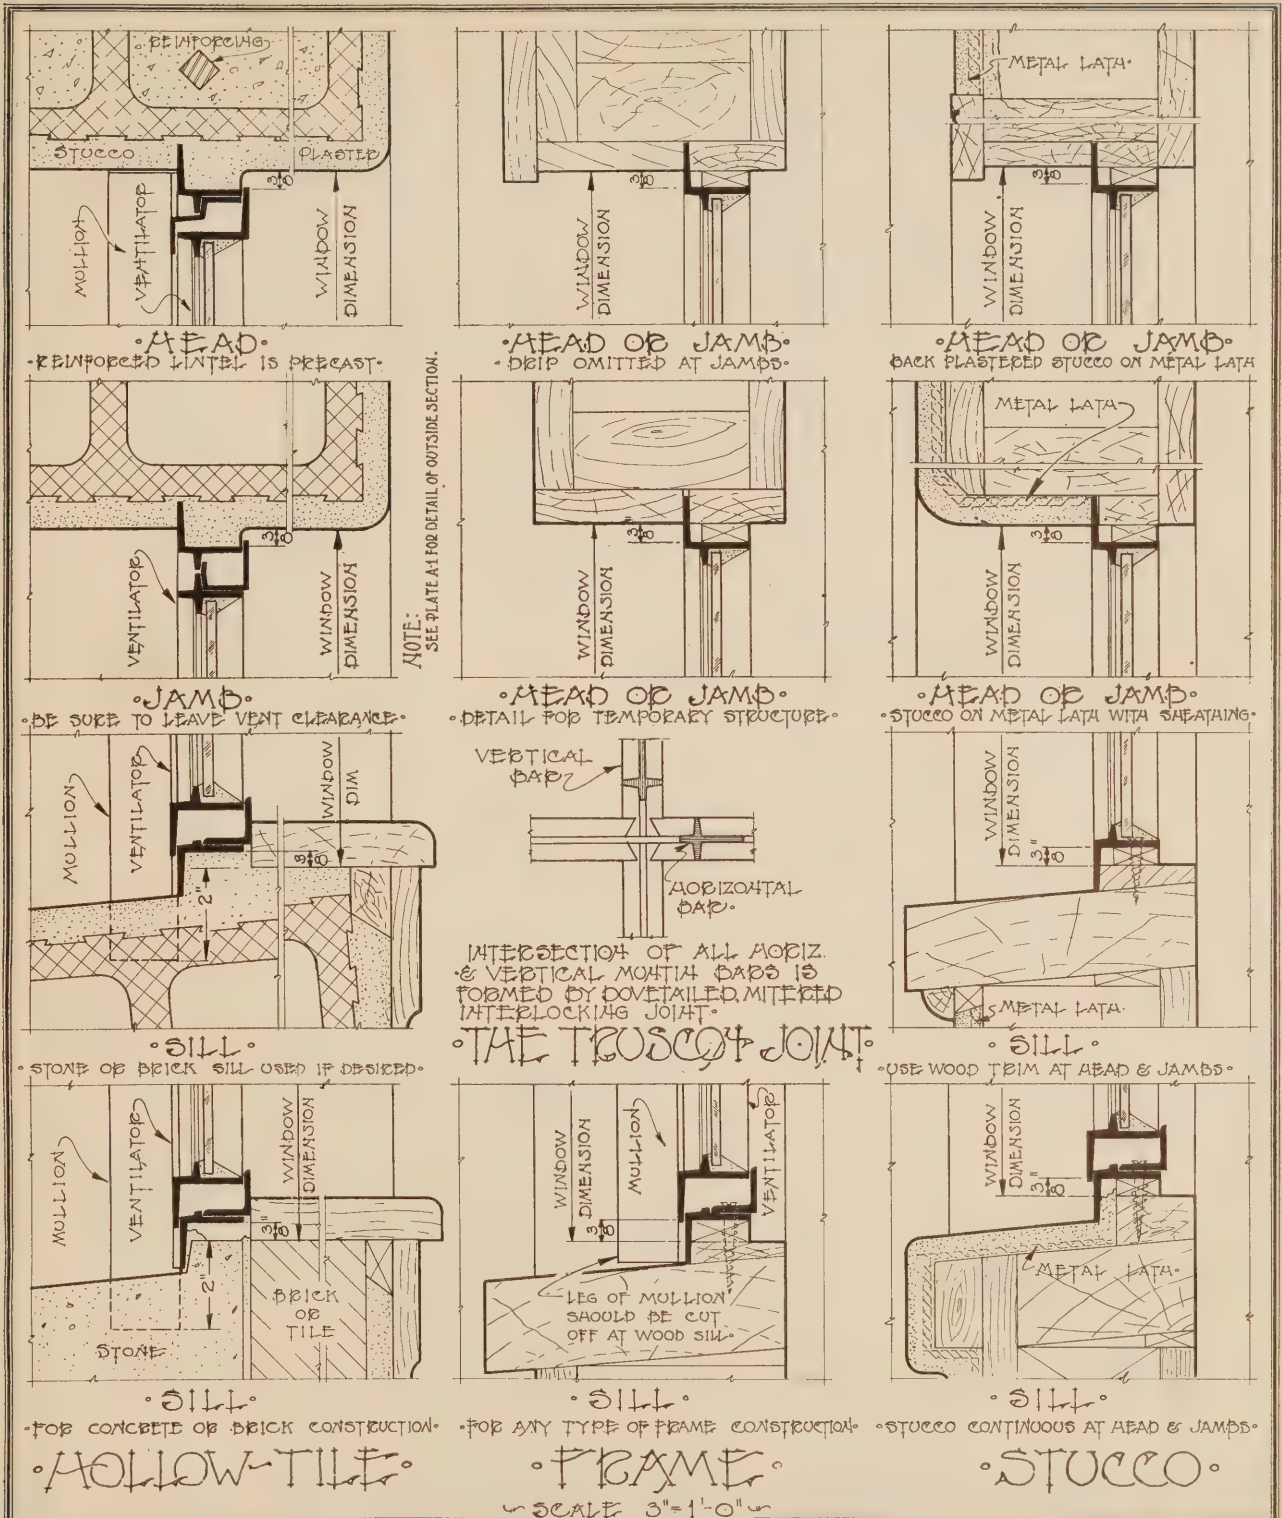 REINFORCING
STUCCO
PLASTER
3/8
MULLION
VENTILATOR
WINDOW
DIMENSION
·HEAD·
·REINFORCED LINTEL IS PRECAST·
3/8
WINDOW
DIMENSION
·HEAD OR JAMB·
·DRIP OMITTED AT JAMBS·
METAL LATH·
3/8
WINDOW
DIMENSION
·HEAD OR JAMB·
BACK PLASTERED STUCCO ON METAL LATH
3/8
VENTILATOR
WINDOW
DIMENSION
·JAMB·
·BE SURE TO LEAVE VENT CLEARANCE·
NOTE:
SEE PLATE A-1 FOR DETAIL OF OUTSIDE SECTION.
3/8"
WINDOW
DIMENSION
·HEAD OR JAMB·
·DETAIL FOR TEMPORARY STRUCTURE·
METAL LATH
3/8
WINDOW
DIMENSION
·HEAD OR JAMB·
·STUCCO ON METAL LATH WITH SHEATHING·
MULLION
VENTILATOR
WINDOW
DIM
3/8
2"
·SILL·
·STONE OR BRICK SILL USED IF DESIRED·
VERTICAL
BAR
HORIZONTAL
BAR·
INTERSECTION OF ALL HORIZ.
& VERTICAL MUNTIN BARS IS
FORMED BY DOVETAILED, MITERED
INTERLOCKING JOINT·
·THE TRUSCON JOINT·
WINDOW
DIMENSION
3/8"
METAL LATH·
·SILL·
·USE WOOD TRIM AT HEAD & JAMBS·
MULLION
VENTILATOR
WINDOW
DIMENSION
3/8"
2"
BRICK
OR
TILE
STONE
·SILL·
·FOR CONCRETE OR BRICK CONSTRUCTION·
·HOLLOW-TILE·
WINDOW
DIMENSION
MULLION
VENTILATOR
3/8
LEG OF MULLION
SHOULD BE CUT
OFF AT WOOD SILL·
·SILL·
·FOR ANY TYPE OF FRAME CONSTRUCTION·
·FRAME·
WINDOW
DIMENSION
3/8"
METAL LATH·
·SILL·
·STUCCO CONTINUOUS AT HEAD & JAMBS·
·STUCCO·
~ SCALE 3"=1'-0" ~